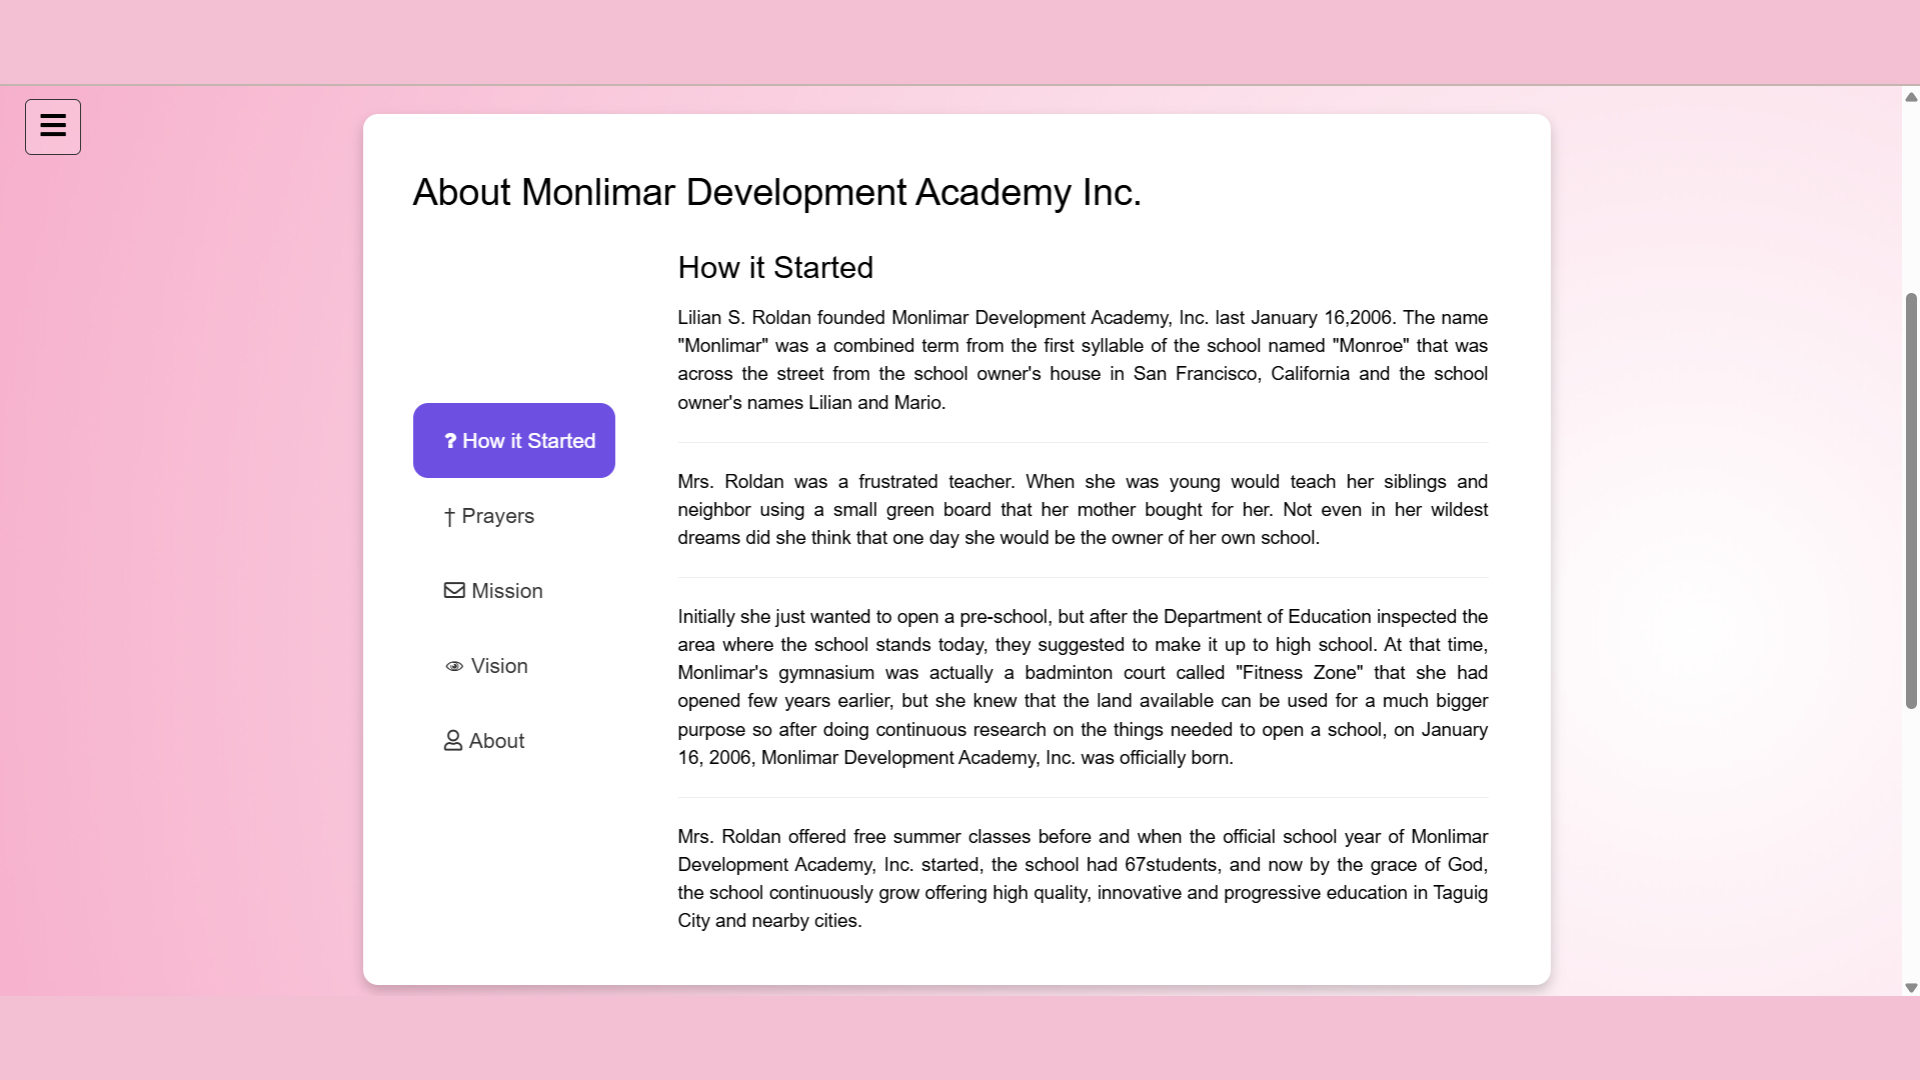 About Monlimar Development Academy Inc.
How it Started
Lilian S. Roldan founded Monlimar Development Academy, Inc. last January 16,2006. The name
"Monlimar" was a combined term from the first syllable of the school named "Monroe" that was
across the street from the school owner's house in San Francisco, California and the school
owner's names Lilian and Mario.
? How it Started
† Prayers
Mission
Vision
About
Mrs. Roldan was a frustrated teacher. When she was young would teach her siblings and
neighbor using a small green board that her mother bought for her. Not even in her wildest
dreams did she think that one day she would be the owner of her own school.
Initially she just wanted to open a pre-school, but after the Department of Education inspected the
area where the school stands today, they suggested to make it up to high school. At that time,
Monlimar's gymnasium was actually a badminton court called "Fitness Zone" that she had
opened few years earlier, but she knew that the land available can be used for a much bigger
purpose so after doing continuous research on the things needed to open a school, on January
16, 2006, Monlimar Development Academy, Inc. was officially born.
Mrs. Roldan offered free summer classes before and when the official school year of Monlimar
Development Academy, Inc. started, the school had 67students, and now by the grace of God,
the school continuously grow offering high quality, innovative and progressive education in Taguig
City and nearby cities.